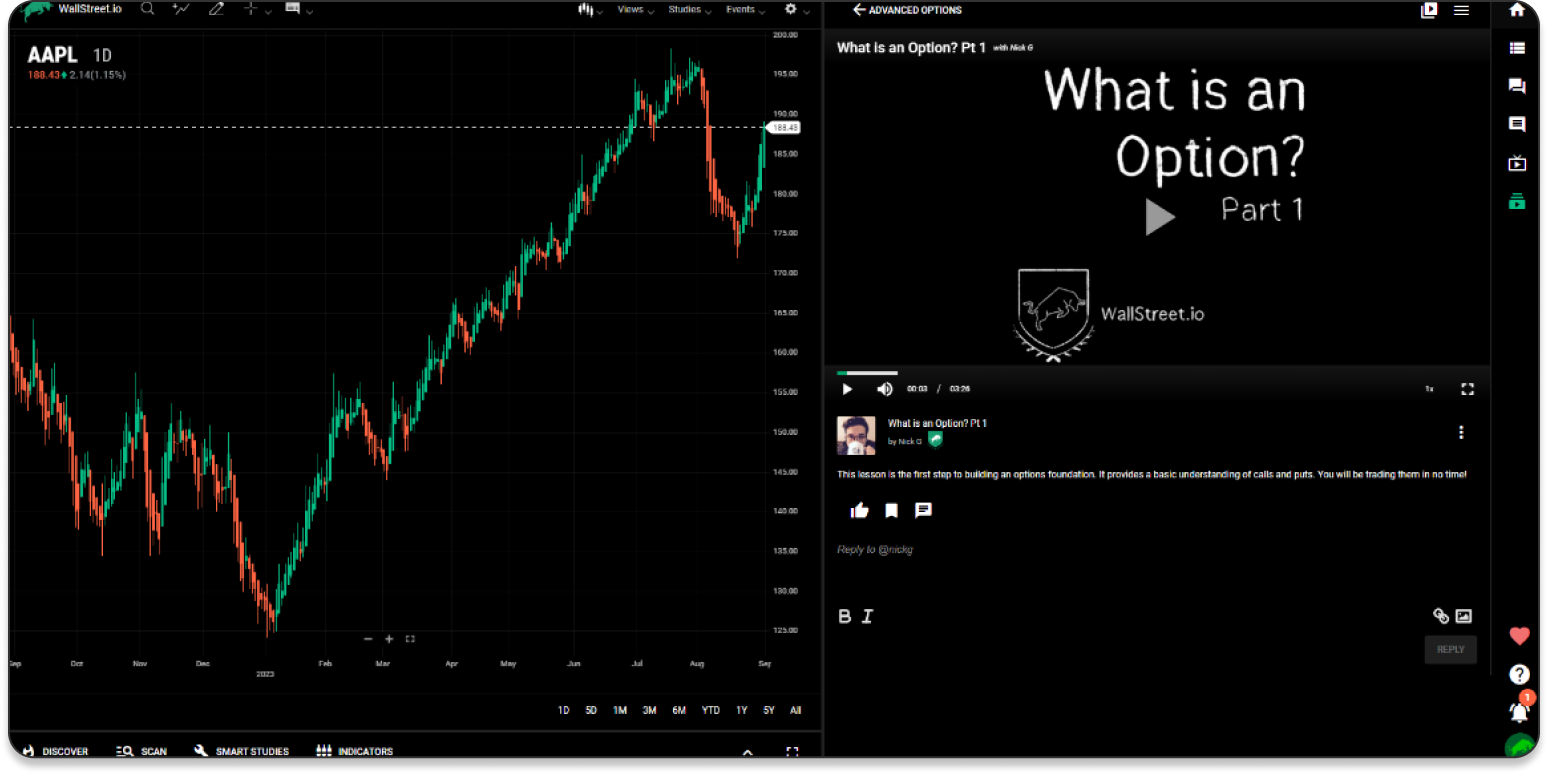 WallStreet.io
Views
Studies
Events
AAPL 1D
188.43 2.14(1.15%)
200.00
195.00
190.00
188.43
185.00
180.00
175.00
170.00
165.00
160.00
155.00
150.00
145.00
140.00
135.00
130.00
125.00
Sep Oct Nov Dec Feb Mar Apr May Jun Jul Aug Sep
2023
1D 5D 1M 3M 6M YTD 1Y 5Y All
DISCOVER SCAN SMART STUDIES INDICATORS
ADVANCED OPTIONS
What is an Option? Pt 1 with Nick G
What is an
Option?
Part 1
WallStreet.io
00:03 / 03:26
1x
What is an Option? Pt 1
by Nick G
This lesson is the first step to building an options foundation. It provides a basic understanding of calls and puts. You will be trading them in no time!
Reply to @nickg
B I
REPLY
1